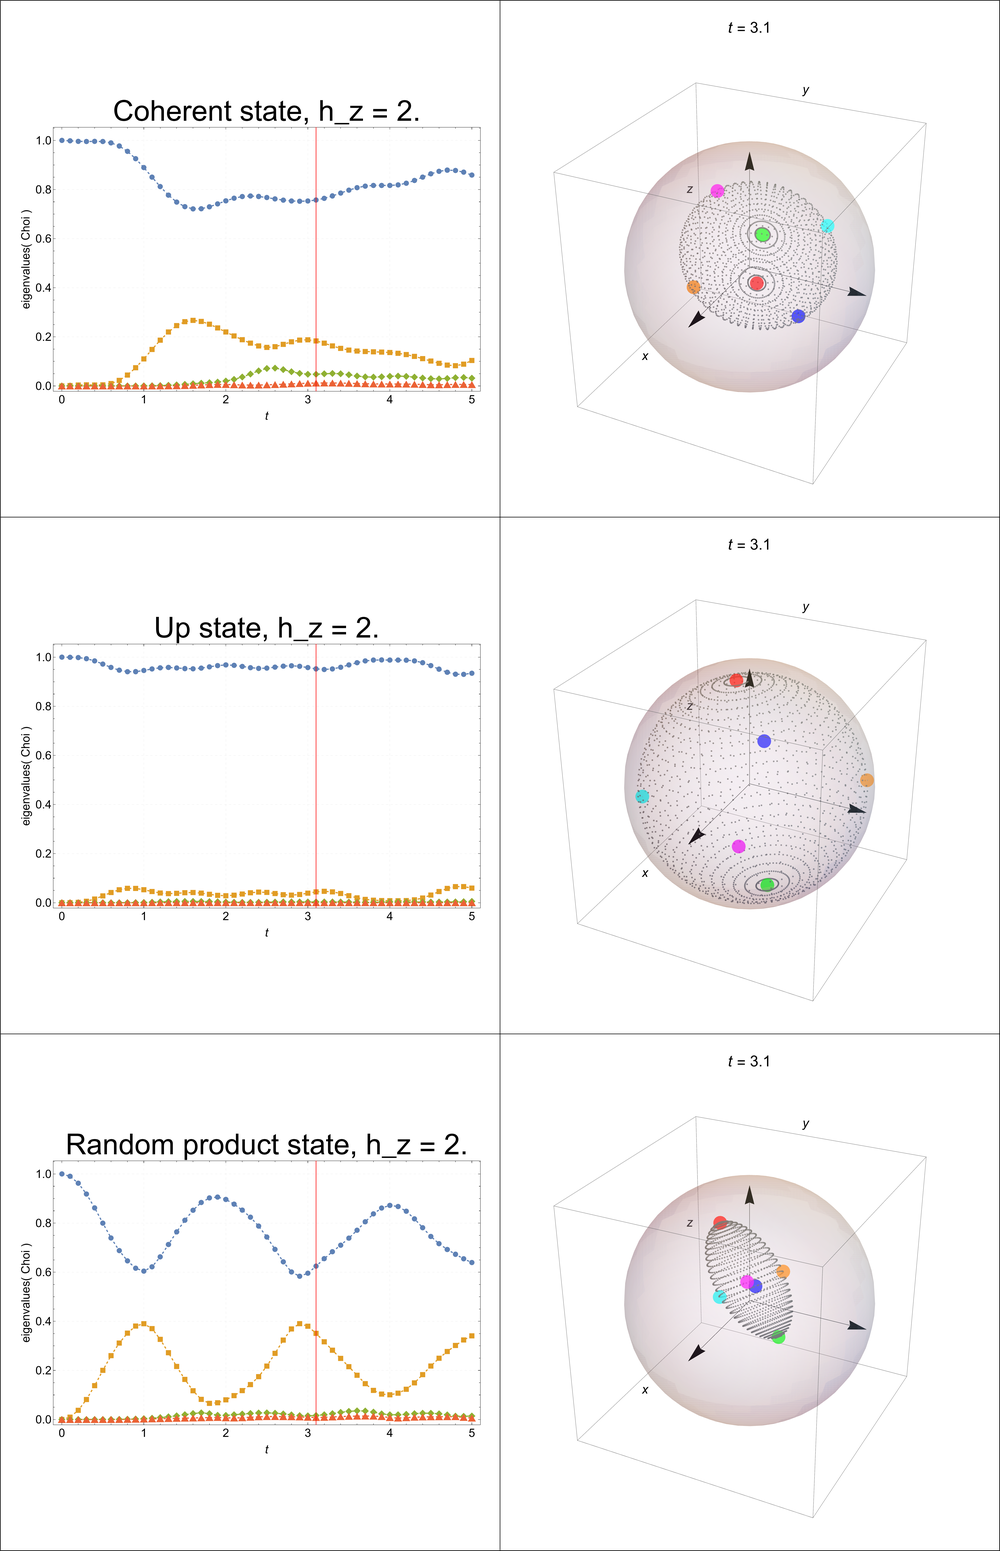 t = 3.1
Coherent state, h_z = 2.
eigenvalues( Choi )
1.0
0.8
0.6
0.4
0.2
0.0
0 1 2 3 4 5
t
y
z
x
t = 3.1
Up state, h_z = 2.
eigenvalues( Choi )
1.0
0.8
0.6
0.4
0.2
0.0
0 1 2 3 4 5
t
y
z
x
t = 3.1
Random product state, h_z = 2.
eigenvalues( Choi )
1.0
0.8
0.6
0.4
0.2
0.0
0 1 2 3 4 5
t
y
z
x